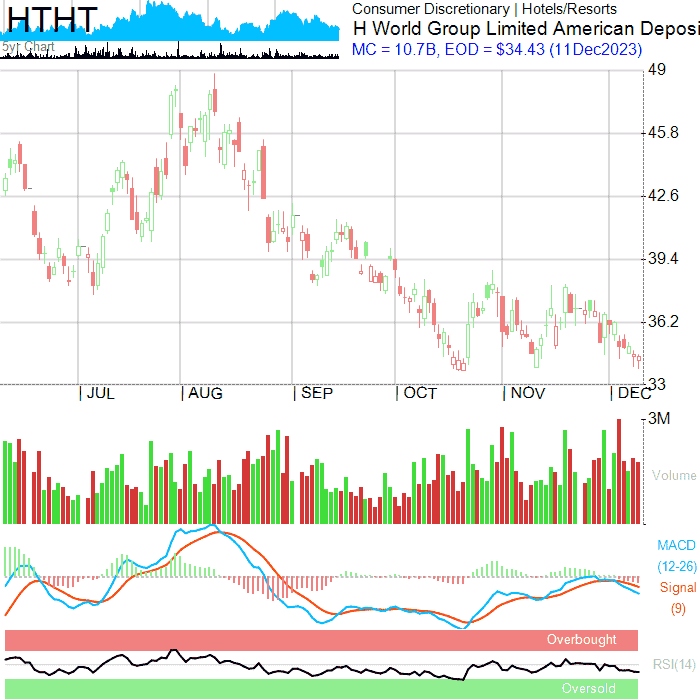 HTHT
Consumer Discretionary | Hotels/Resorts
H World Group Limited American Deposi
MC = 10.7B, EOD = $34.43 (11Dec2023)
5yr Chart
49
45.8
42.6
39.4
36.2
33
JUL AUG SEP OCT NOV DEC
3M
Volume
MACD
(12-26)
Signal
(9)
Overbought
RSI(14)
Oversold